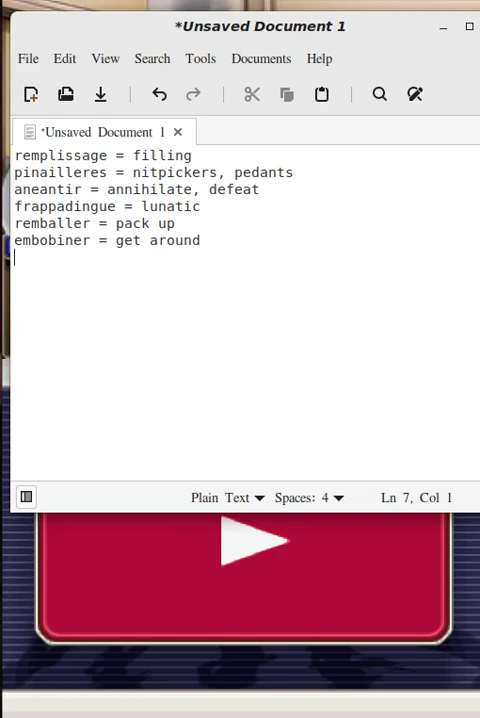 *Unsaved Document 1
File Edit View Search Tools Documents Help
*Unsaved Document 1
remplissage = filling
pinailleres = nitpickers, pedants
aneantir = annihilate, defeat
frappadingue = lunatic
remballer = pack up
embobiner = get around
Plain Text Spaces: 4 Ln 7, Col 1